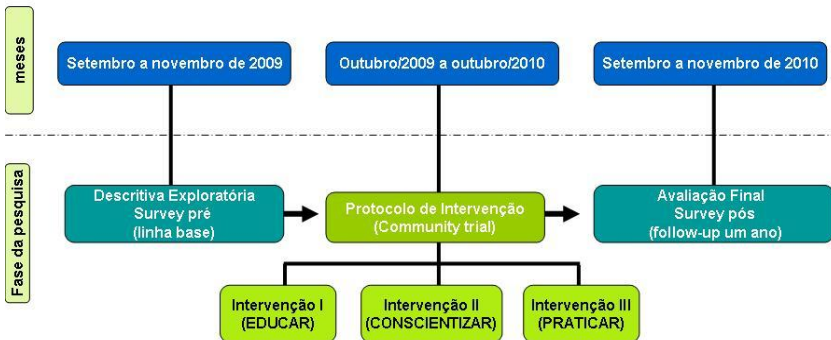 meses
Setembro a novembro de 2009
Outubro/2009 a outubro/2010
Setembro a novembro de 2010
Fase da pesquisa
Descritiva Exploratória
Survey pré
(linha base)
Protocolo de Intervenção
(Community trial)
Avaliação Final
Survey pós
(follow-up um ano)
Intervenção I
(EDUCAR)
Intervenção II
(CONSCIENTIZAR)
Intervenção III
(PRATICAR)